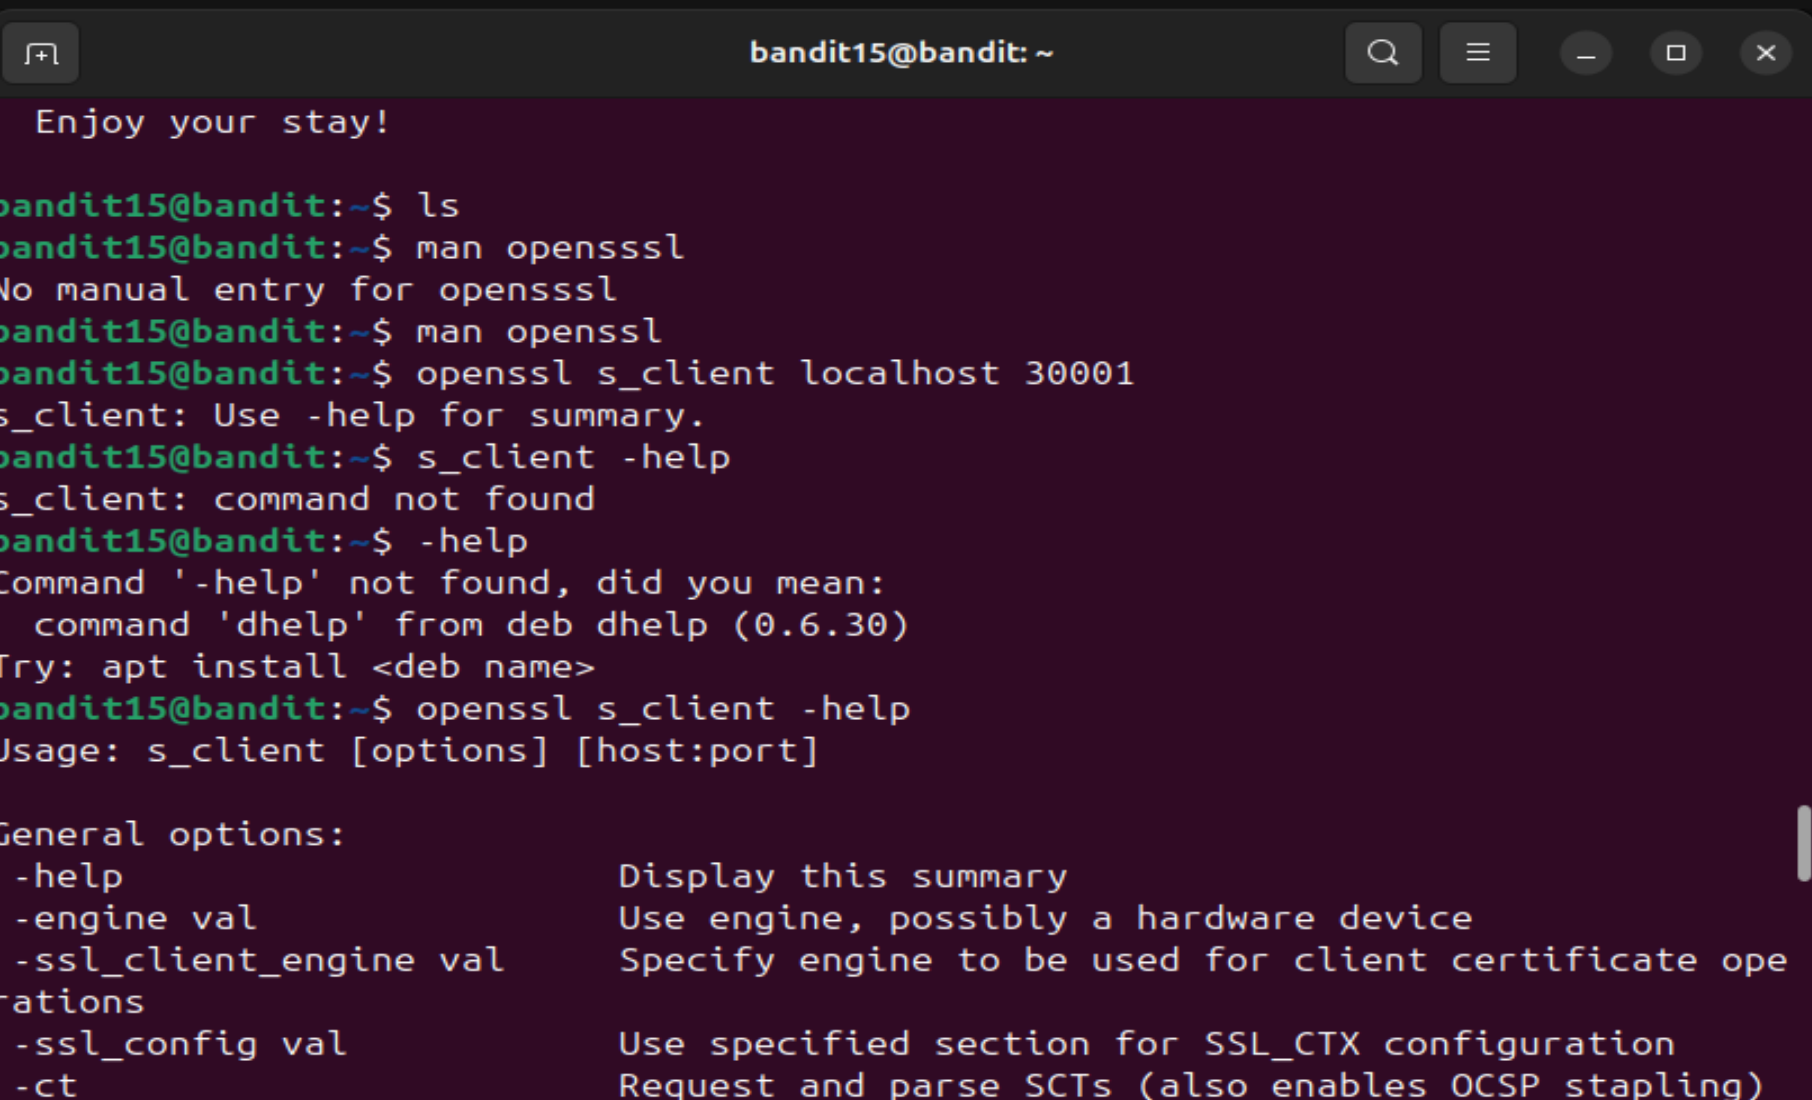 bandit15@bandit: ~
Enjoy your stay!
bandit15@bandit:~$ ls
bandit15@bandit:~$ man opensssl
No manual entry for opensssl
bandit15@bandit:~$ man openssl
bandit15@bandit:~$ openssl s_client localhost 30001
s_client: Use -help for summary.
bandit15@bandit:~$ s_client -help
s_client: command not found
bandit15@bandit:~$ -help
Command '-help' not found, did you mean:
command 'dhelp' from deb dhelp (0.6.30)
Try: apt install <deb name>
bandit15@bandit:~$ openssl s_client -help
Usage: s_client [options] [host:port]
General options:
-help Display this summary
-engine val Use engine, possibly a hardware device
-ssl_client_engine val Specify engine to be used for client certificate ope
rations
-ssl_config val Use specified section for SSL_CTX configuration
-ct Request and parse SCTs (also enables OCSP stapling)